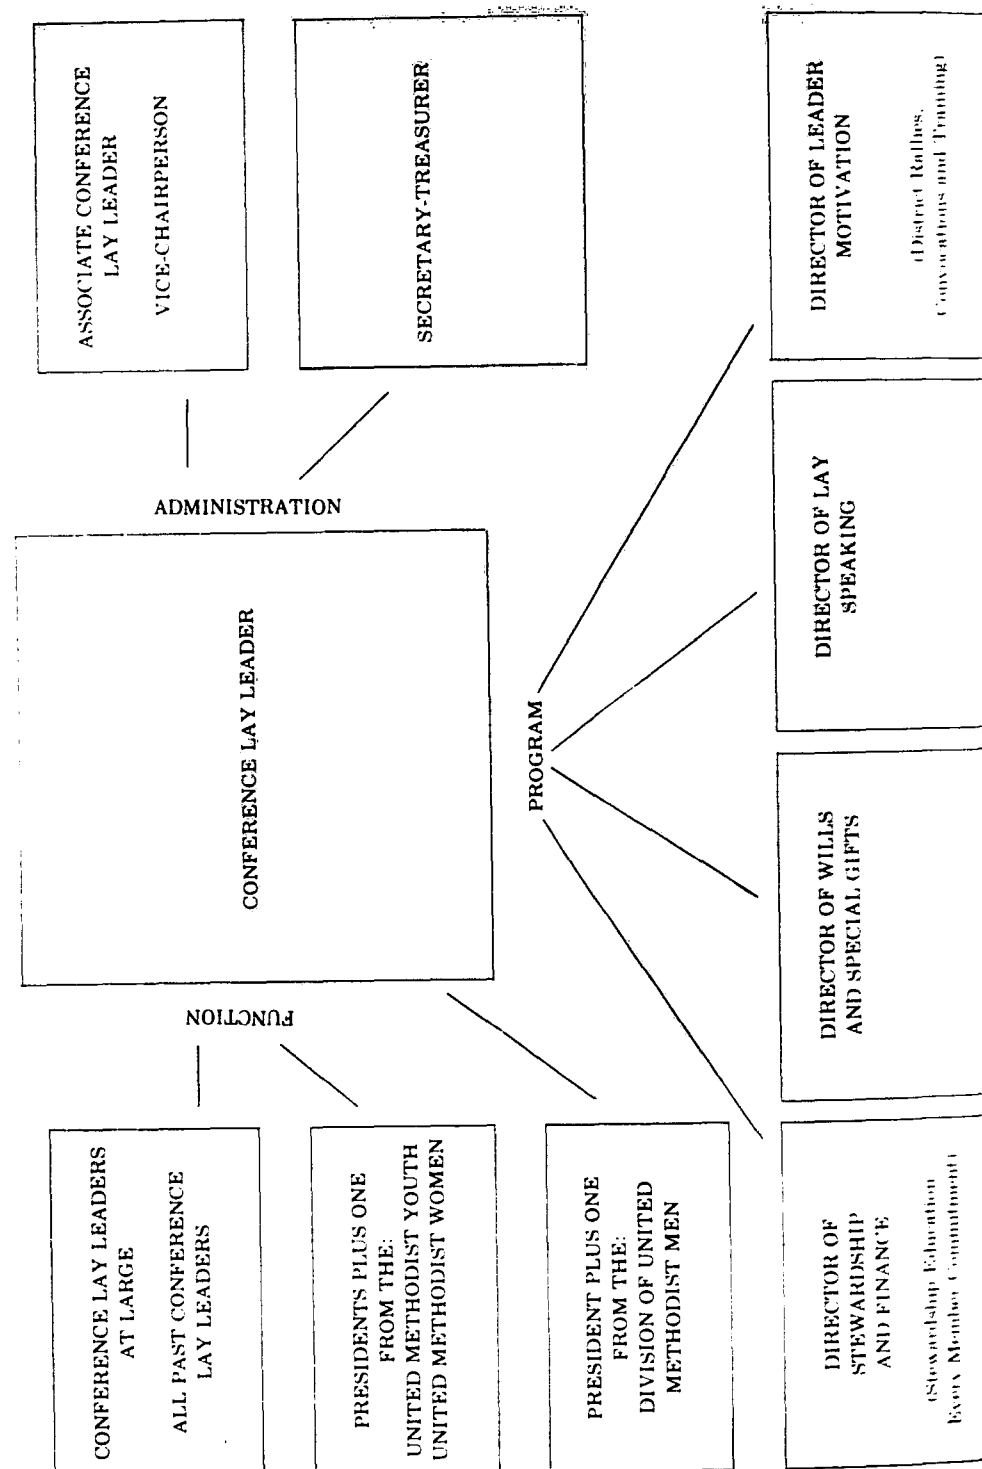 CONFERENCE LAY LEADERS
AT LARGE
ALL PAST CONFERENCE
LAY LEADERS
FUNCTION
CONFERENCE LAY LEADER
ADMINISTRATION
ASSOCIATE CONFERENCE
LAY LEADER
VICE-CHAIRPERSON
PRESIDENTS PLUS ONE
FROM THE:
UNITED METHODIST YOUTH
UNITED METHODIST WOMEN
SECRETARY-TREASURER
PRESIDENT PLUS ONE
FROM THE:
DIVISION OF UNITED
METHODIST MEN
PROGRAM
DIRECTOR OF
STEWARDSHIP
AND FINANCE
(Stewardship Education
Every Member Commitment)
DIRECTOR OF WILLS
AND SPECIAL GIFTS
DIRECTOR OF LAY
SPEAKING
DIRECTOR OF LEADER
MOTIVATION
(District Rallies,
Convocations and Training)